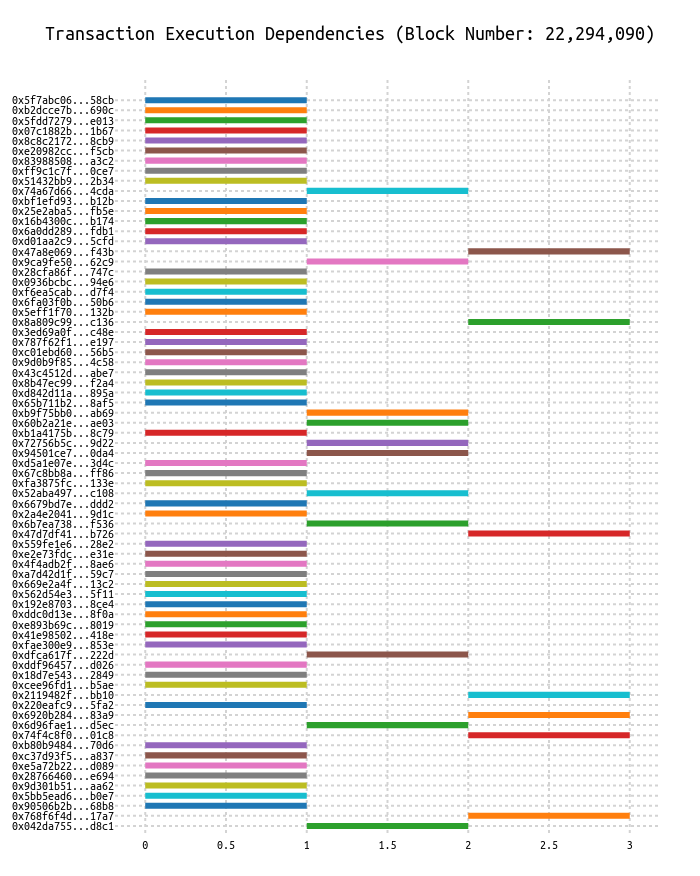 Transaction Execution Dependencies (Block Number: 22,294,090)
0x5f7abc06...58cb
0xb2dcce7b...690c
0x5fdd7279...e013
0x07c1882b...1b67
0x8c8c2172...8cb9
0xe20982cc...f5cb
0x83988508...a3c2
0xff9c1c7f...0ce7
0x51432bb9...2b34
0x74a67d66...4cda
0xbf1efd93...b12b
0x25e2aba5...fb5e
0x16b4300c...b174
0x6a0dd289...fdb1
0xd01aa2c9...5cfd
0x47a8e069...f43b
0x9ca9fe50...62c9
0x28cfa86f...747c
0x0936bcbc...94e6
0xf6ea5cab...d7f4
0x6fa03f0b...50b6
0x5eff1f70...132b
0x8a809c99...c136
0x3ed69a0f...c48e
0x787f62f1...e197
0xc01ebd60...56b5
0x9d0b9f85...4c58
0x43c4512d...abe7
0x8b47ec99...f2a4
0xd842d11a...895a
0x65b711b2...8af5
0xb9f75bb0...ab69
0x60b2a21e...ae03
0xb1a4175b...8c79
0x72756b5c...9d22
0x94501ce7...0da4
0xd5a1e07e...3d4c
0x67c8bb8a...ff86
0xfa3875fc...133e
0x52aba497...c108
0x6679bd7e...ddd2
0x2a4e2041...9d1c
0x6b7ea738...f536
0x47d7df41...b726
0x559fe1e6...28e2
0xe2e73fdc...e31e
0x4f4adb2f...8ae6
0xa7d42d1f...59c7
0x669e2a4f...13c2
0x562d54e3...5f11
0x192e8703...8ce4
0xddc0d13e...8f0a
0xe893b69c...8019
0x41e98502...418e
0xfae300e9...853e
0xdfca617f...222d
0xddf96457...d026
0x18d7e543...2849
0xcee96fd1...b5ae
0x2119482f...bb10
0x220eafc9...5fa2
0x6920b284...83a9
0x6d96fae1...d5ec
0x74f4c8f0...01c8
0xb80b9484...70d6
0xc37d93f5...a837
0xe5a72b22...d089
0x28766460...e694
0x9d301b51...aa62
0x5bb5ead6...b0e7
0x90506b2b...68b8
0x768f6f4d...17a7
0x042da755...d8c1
0 0.5 1 1.5 2 2.5 3